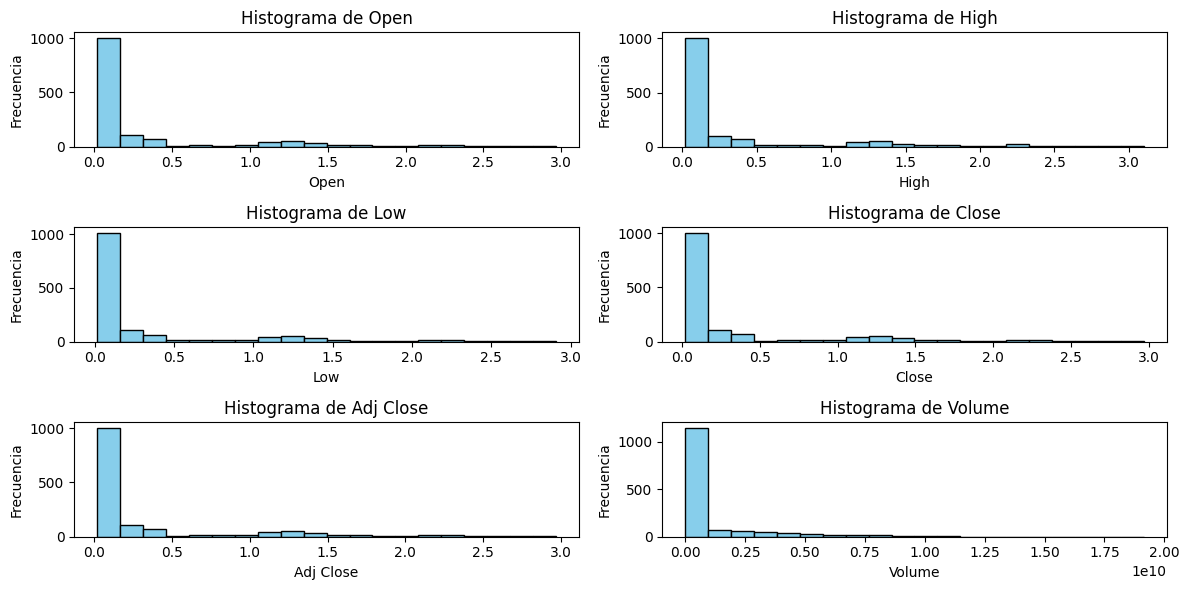 Histograma de Open
Frecuencia
1000
500
0
0.0 0.5 1.0 1.5 2.0 2.5 3.0
Open
Histograma de High
Frecuencia
1000
500
0
0.0 0.5 1.0 1.5 2.0 2.5 3.0
High
Histograma de Low
Frecuencia
1000
500
0
0.0 0.5 1.0 1.5 2.0 2.5 3.0
Low
Histograma de Close
Frecuencia
1000
500
0
0.0 0.5 1.0 1.5 2.0 2.5 3.0
Close
Histograma de Adj Close
Frecuencia
1000
500
0
0.0 0.5 1.0 1.5 2.0 2.5 3.0
Adj Close
Histograma de Volume
Frecuencia
1000
500
0
0.00 0.25 0.50 0.75 1.00 1.25 1.50 1.75 2.00
1e10
Volume